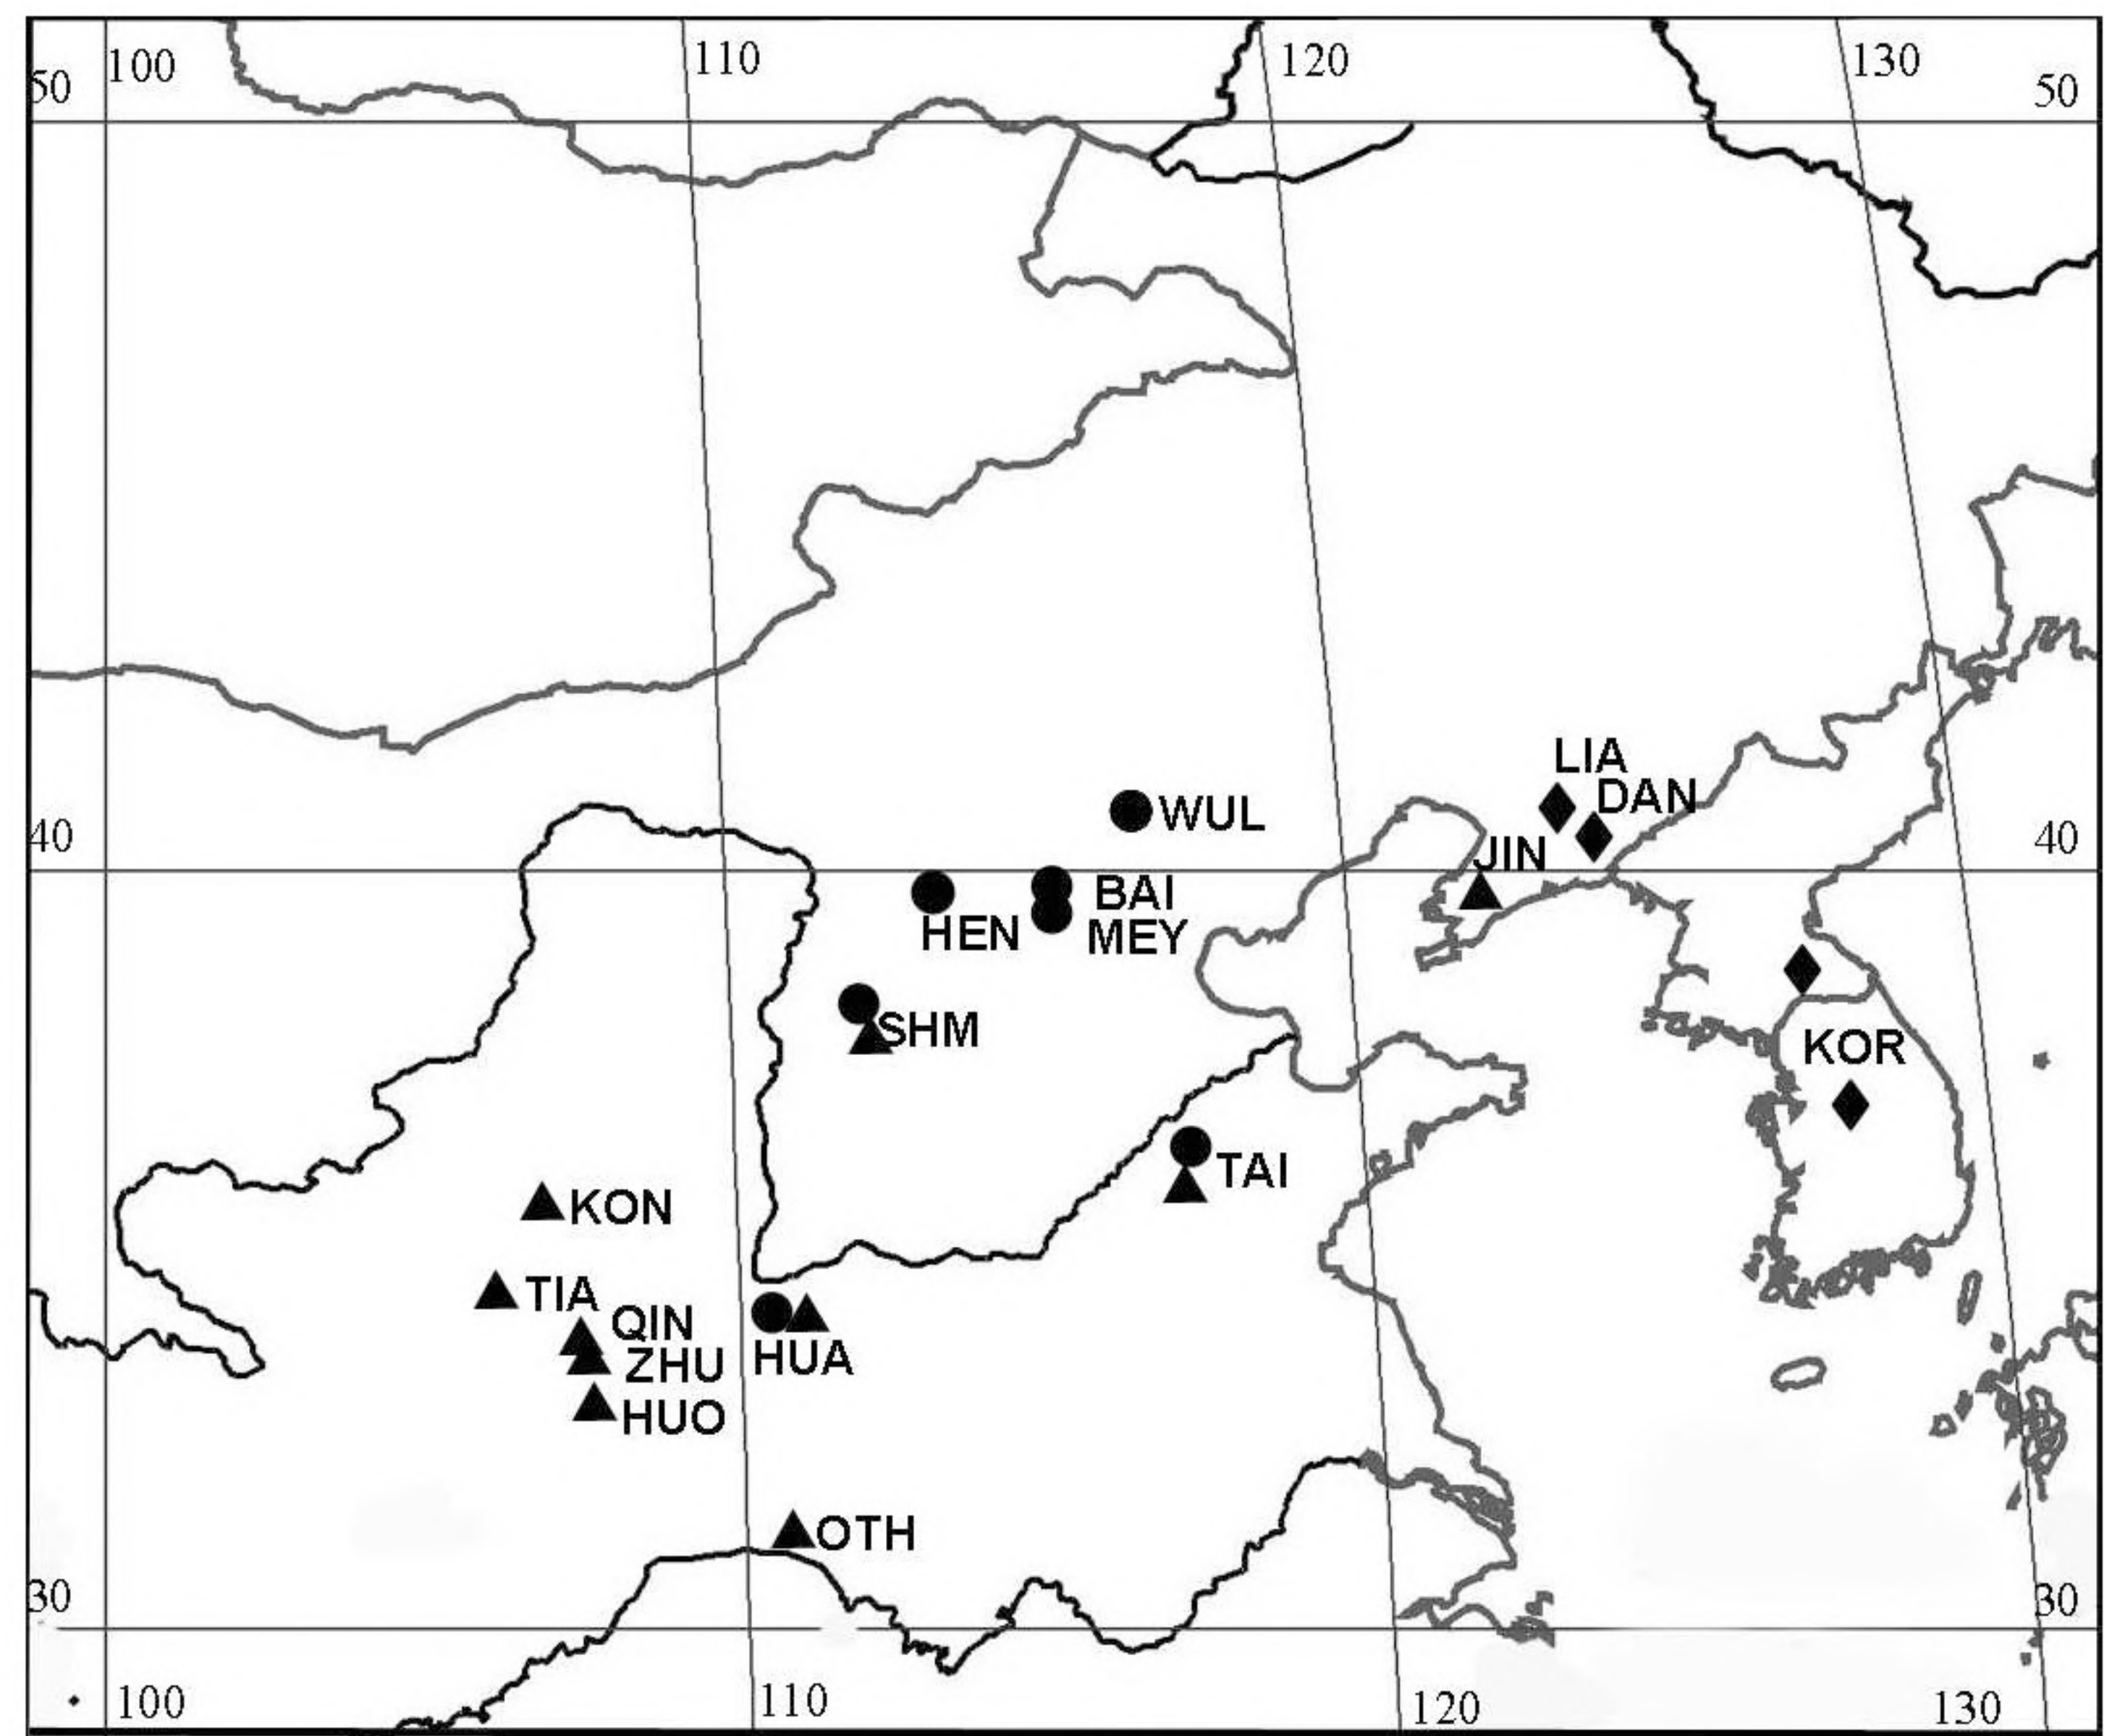 100
110
120
130
50
50
LIA
DAN
WUL
40
JIN
40
BAI
HEN
MEY
SHM
KOR
TAI
KON
TIA
QIN
HUA
ZHU
HUO
OTH
30
30
100
110
120
130